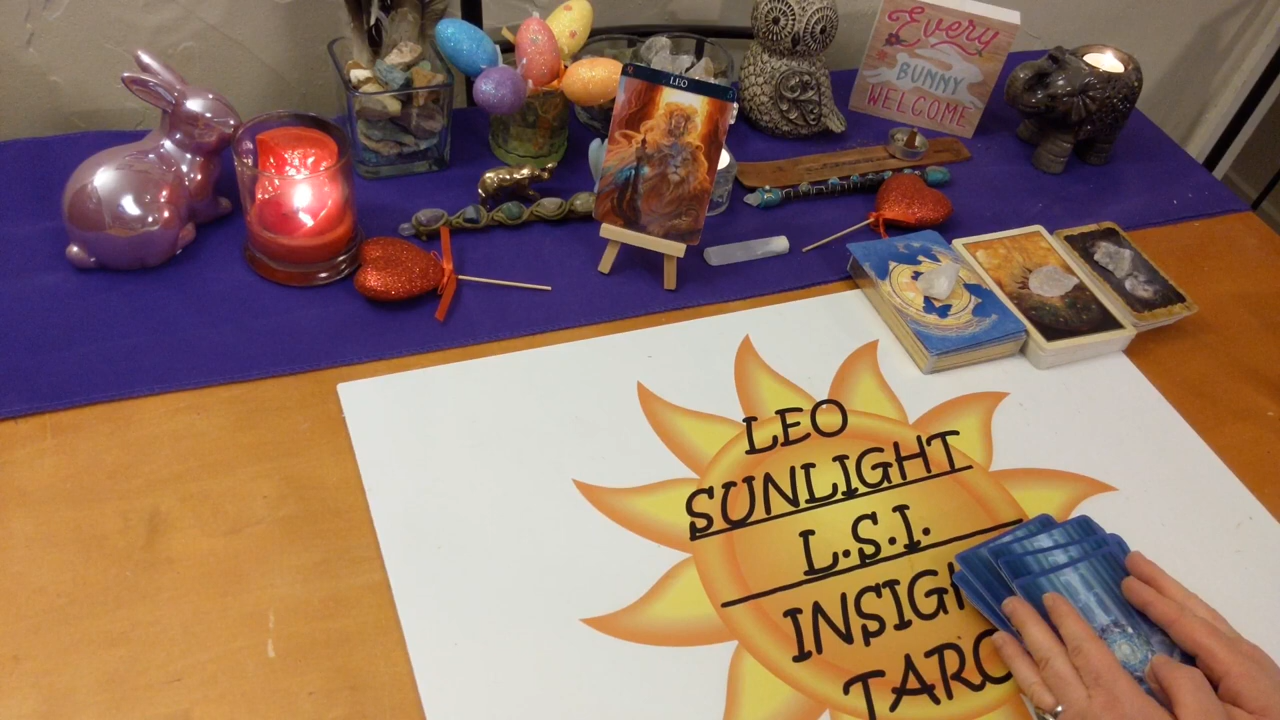 LEO
Every
BUNNY
WELCOME
LEO
SUNLIGHT
L.S.I.
INSIGH
TARO